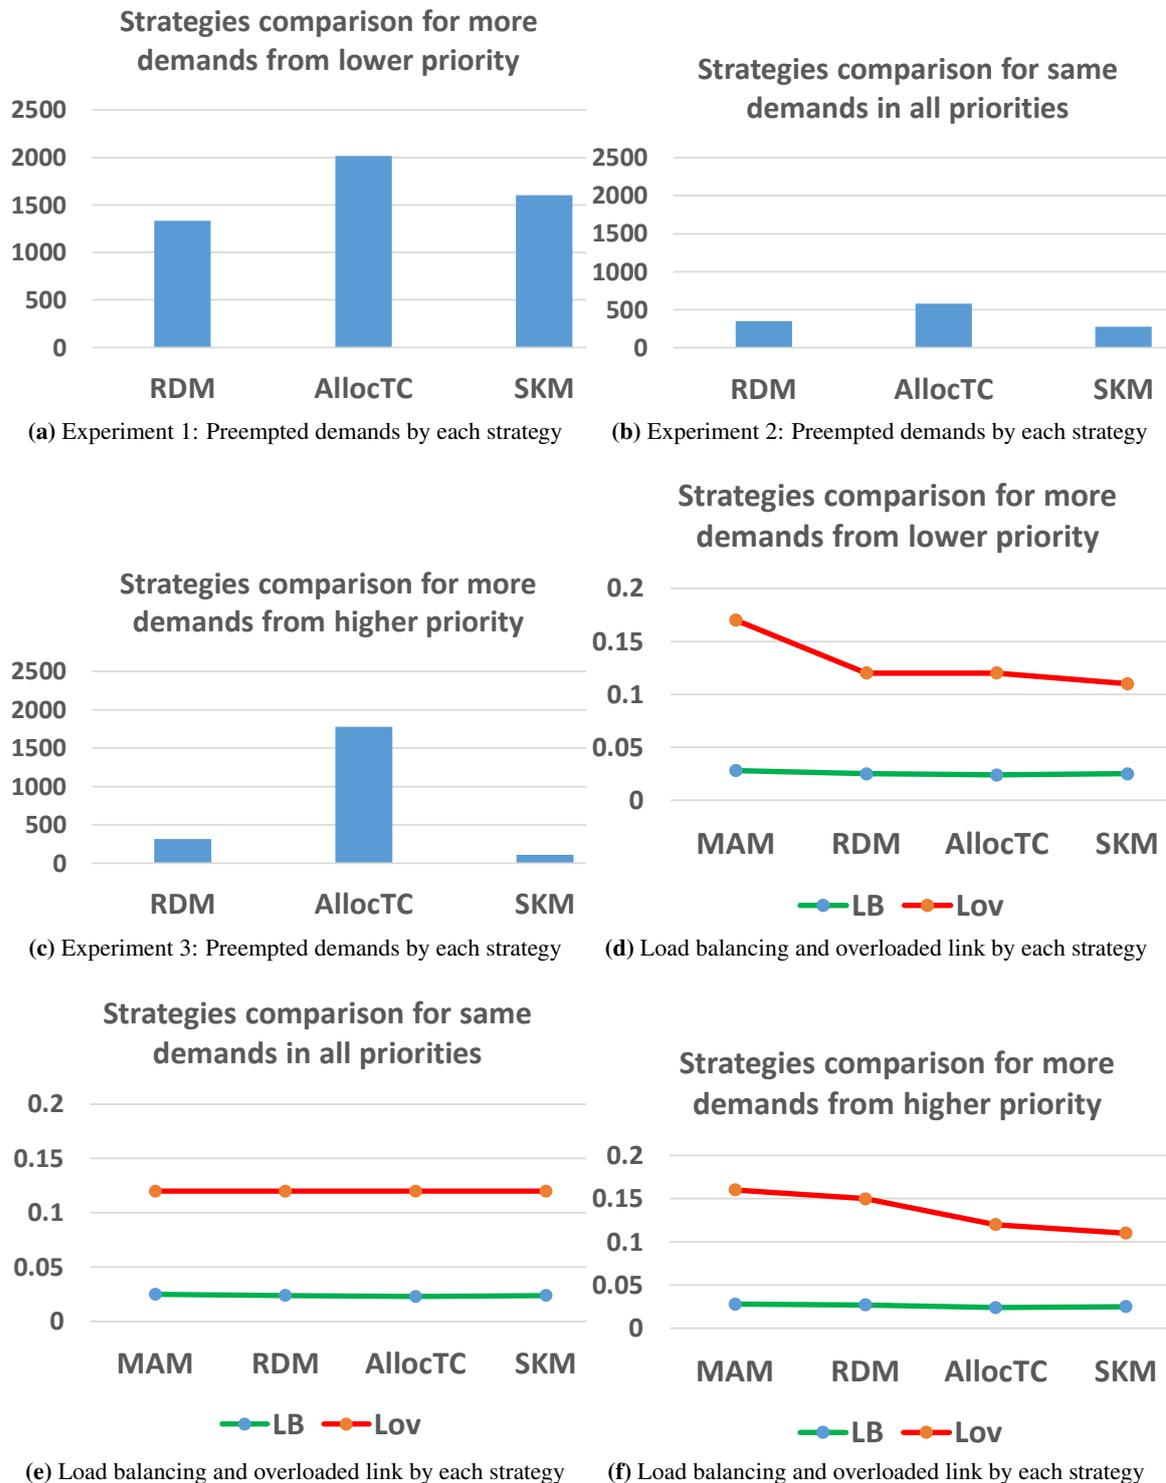 Strategies comparison for more
demands from lower priority
2500
2000
1500
1000
500
0
RDM AllocTC SKM
(a) Experiment 1: Preempted demands by each strategy
Strategies comparison for same
demands in all priorities
2500
2000
1500
1000
500
0
RDM AllocTC SKM
(b) Experiment 2: Preempted demands by each strategy
Strategies comparison for more
demands from higher priority
2500
2000
1500
1000
500
0
RDM AllocTC SKM
(c) Experiment 3: Preempted demands by each strategy
Strategies comparison for more
demands from lower priority
0.2
0.15
0.1
0.05
0
MAM RDM AllocTC SKM
LB Lov
(d) Load balancing and overloaded link by each strategy
Strategies comparison for same
demands in all priorities
0.2
0.15
0.1
0.05
0
MAM RDM AllocTC SKM
LB Lov
(e) Load balancing and overloaded link by each strategy
Strategies comparison for more
demands from higher priority
0.2
0.15
0.1
0.05
0
MAM RDM AllocTC SKM
LB Lov
(f) Load balancing and overloaded link by each strategy